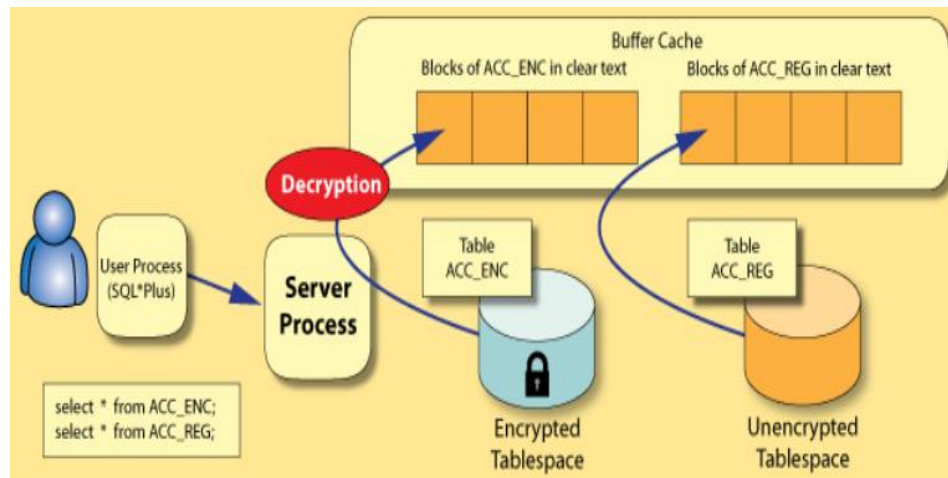 Buffer Cache
Blocks of ACC_ENC in clear text
Blocks of ACC_REG in clear text
Decryption
User Process
(SQL*Plus)
Server
Process
Table
ACC_ENC
Table
ACC_REG
select * from ACC_ENC;
select * from ACC_REG;
Encrypted
Tablespace
Unencrypted
Tablespace